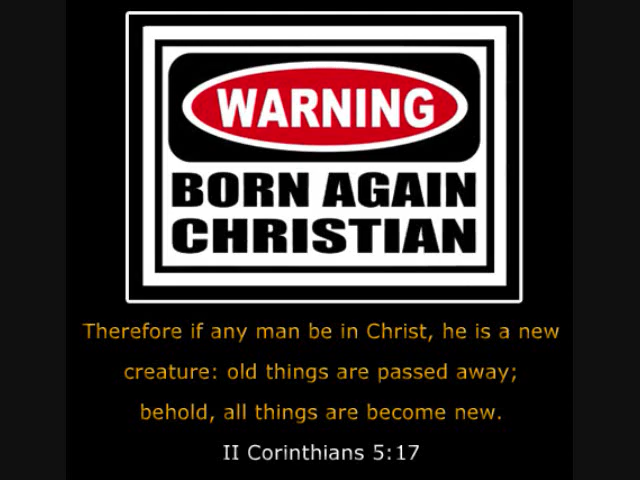 WARNING
BORN AGAIN
CHRISTIAN
Therefore if any man be in Christ, he is a new
creature: old things are passed away;
behold, all things are become new.
II Corinthians 5:17